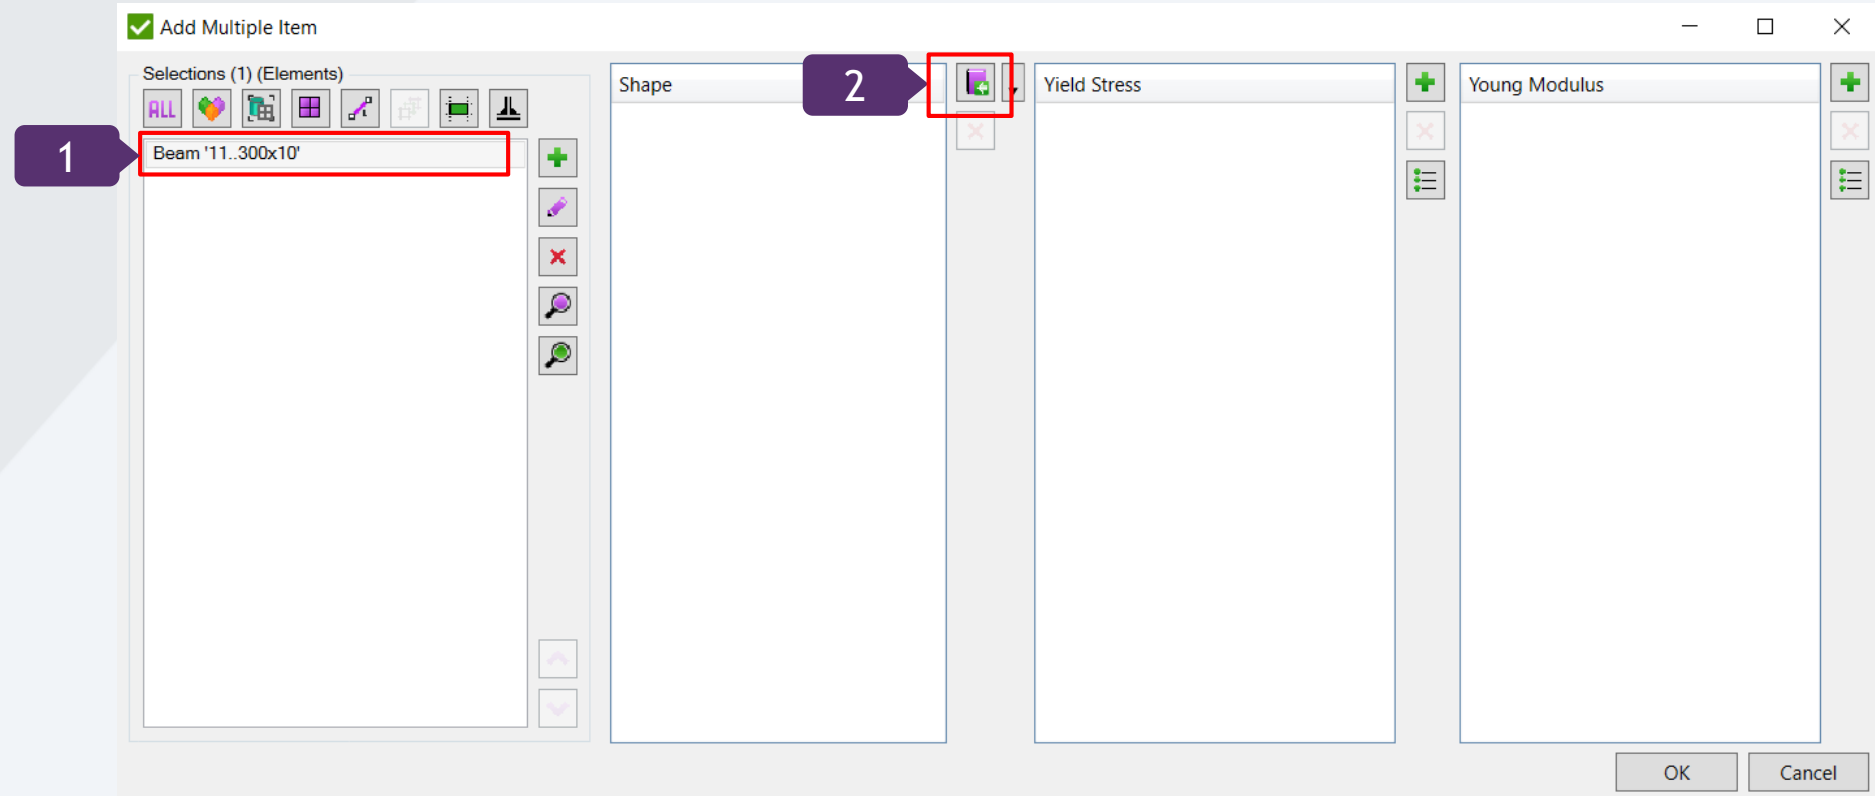 Add Multiple Item
Selections (1) (Elements)
ALL
1
Beam '11..300x10'
Shape
2
Yield Stress
Young Modulus
OK
Cancel